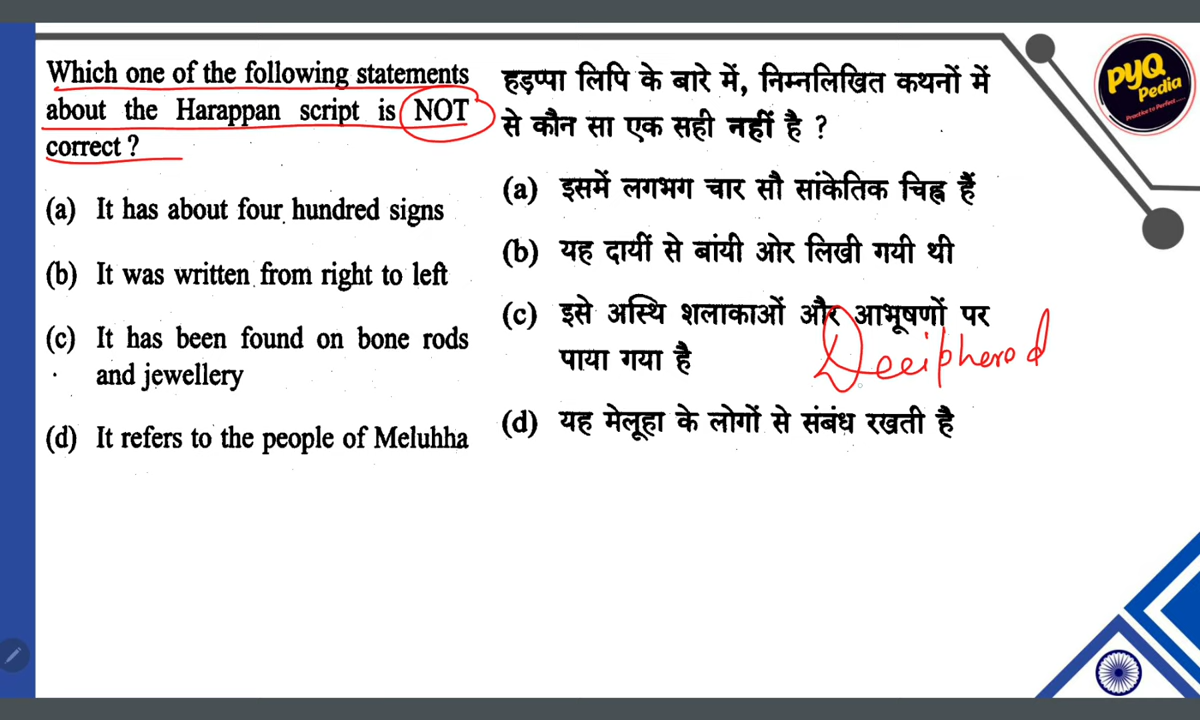 Which one of the following statements
about the Harappan script is NOT
correct ?
(a) It has about four hundred signs
(b) It was written from right to left
(c) It has been found on bone rods
and jewellery
(d) It refers to the people of Meluhha
हड़प्पा लिपि के बारे में, निम्नलिखित कथनों में
से कौन सा एक सही नहीं है ?
(a) इसमें लगभग चार सौ सांकेतिक चिह्न हैं
(b) यह दायीं से बांयी ओर लिखी गयी थी
(c) इसे अस्थि शलाकाओं और आभूषणों पर
पाया गया है
Deciphered
(d) यह मेलूहा के लोगों से संबंध रखती है
PYQ
Pedia
Practice to Perfect